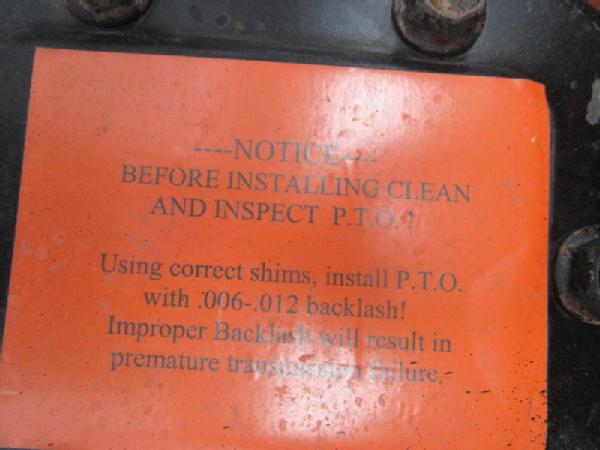 ----NOTICE----
BEFORE INSTALLING CLEAN
AND INSPECT P.T.O. !
Using correct shims, install P.T.O.
with .006-.012 backlash!
Improper Backlash will result in
premature transmission failure.